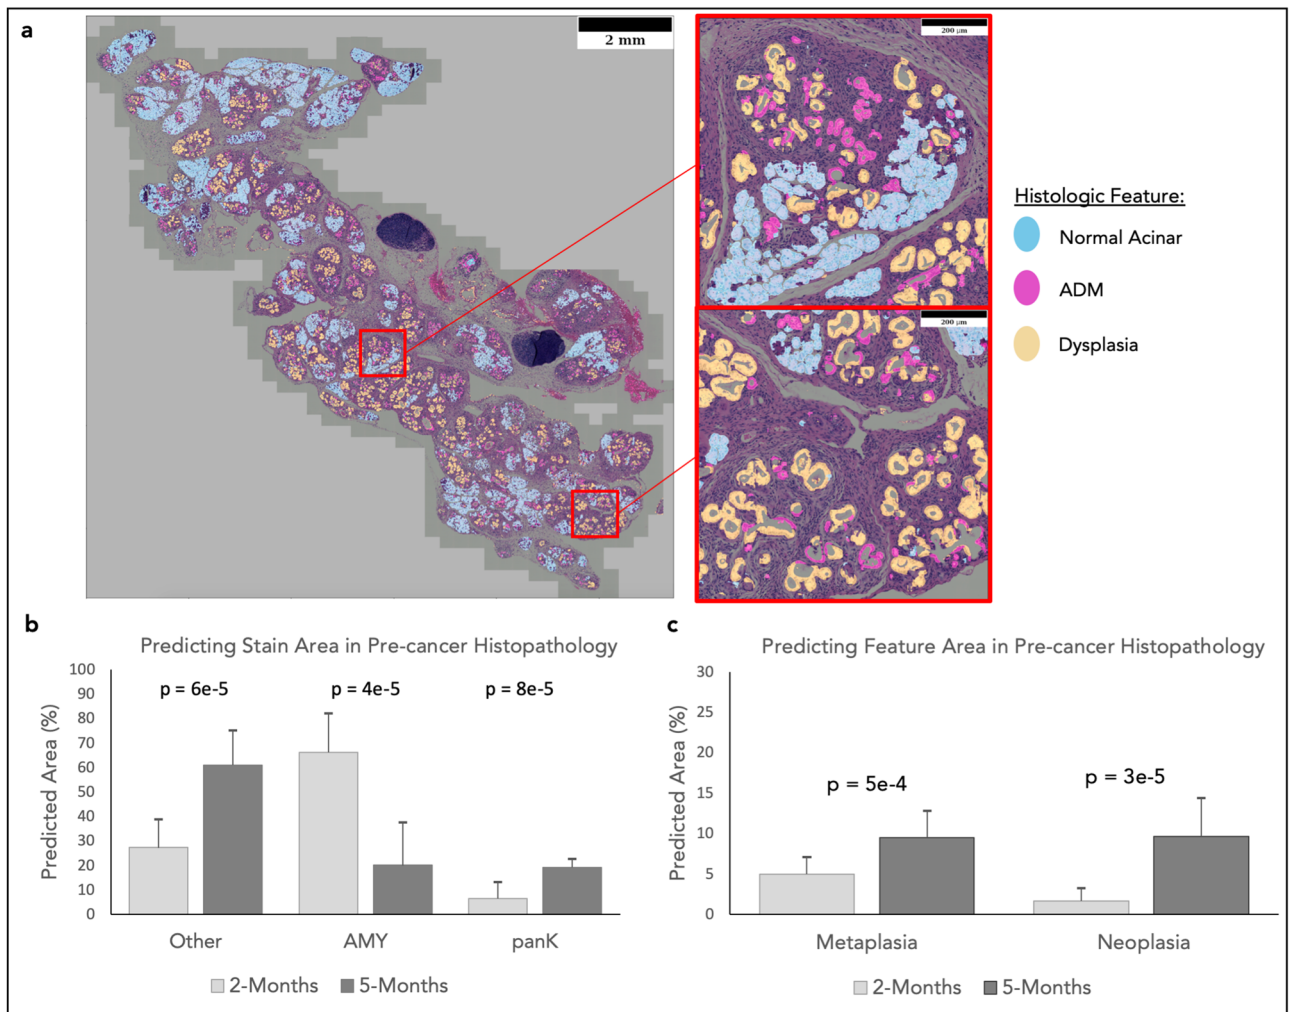 a
2 mm
200 µm
200 µm
Histologic Feature:
Normal Acinar
ADM
Dysplasia
b
Predicting Stain Area in Pre-cancer Histopathology
Predicted Area (%)
100
90
80
70
60
50
40
30
20
10
0
p = 6e-5
p = 4e-5
p = 8e-5
Other
AMY
panK
2-Months
5-Months
c
Predicting Feature Area in Pre-cancer Histopathology
Predicted Area (%)
30
25
20
15
10
5
0
p = 5e-4
p = 3e-5
Metaplasia
Neoplasia
2-Months
5-Months